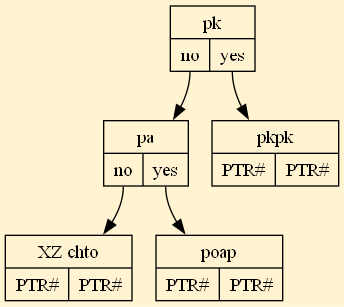 pk
no yes
pa
no yes
pkpk
PTR# PTR#
XZ chto
PTR# PTR#
poap
PTR# PTR#